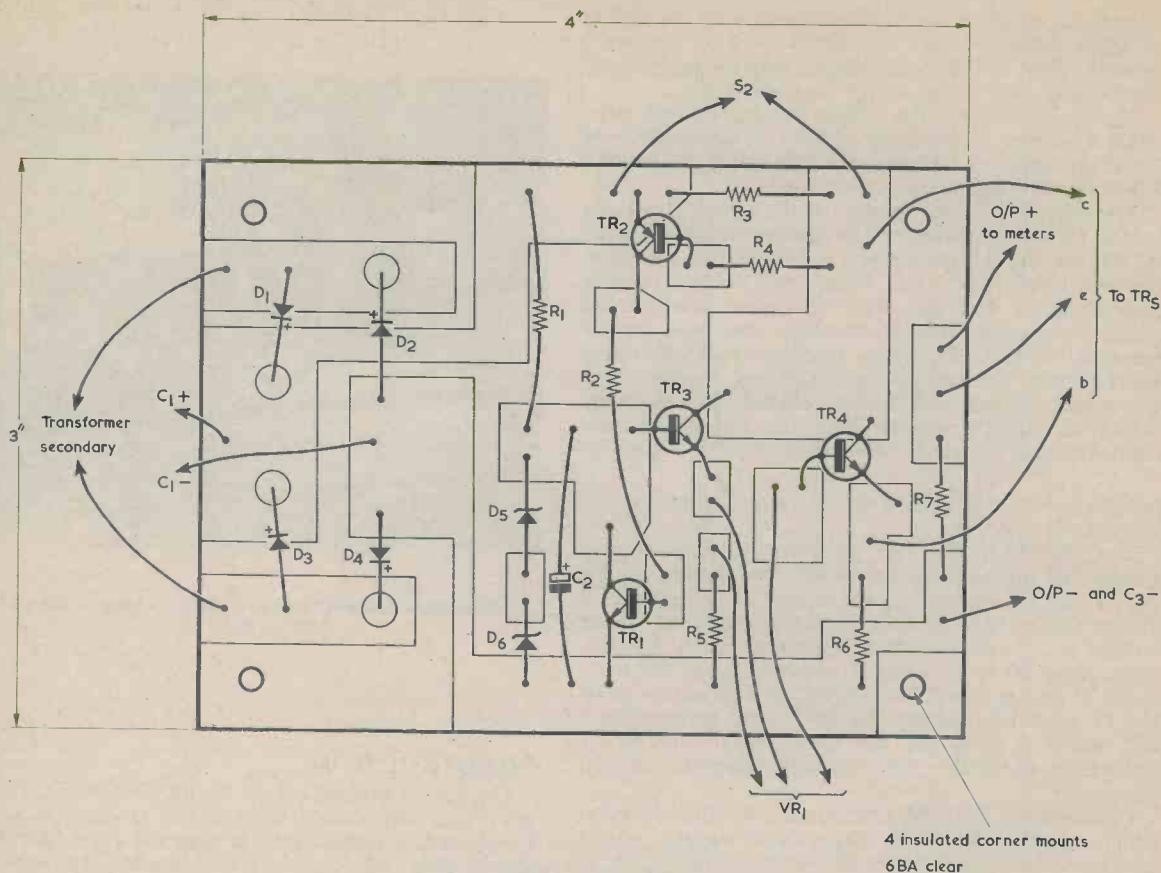 4"
S2
c
O/P +
to meters
TR2
R3
R4
e
To TR5
D1
+
R1
+
D2
b
R2
TR3
TR4
3"
C1+
Transformer
secondary
C1−
R7
D5
+
D3
D4
+
+
C2
O/P− and C3−
D6
TR1
R5
R6
VR1
4 insulated corner mounts
6BA clear